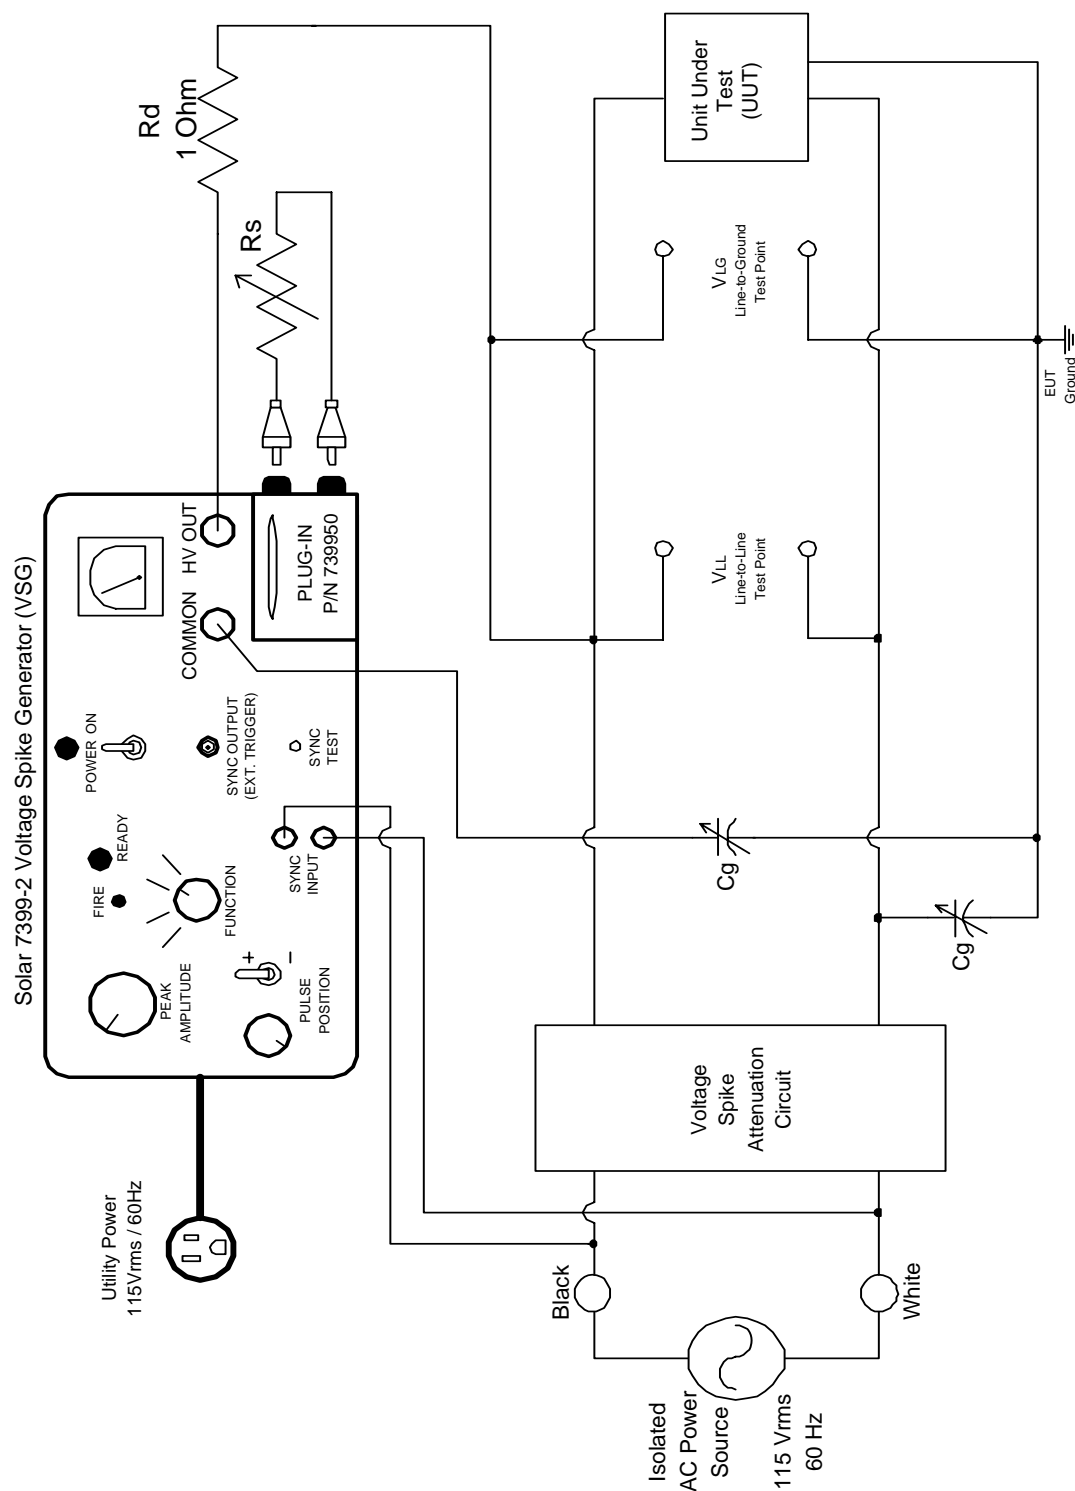 Solar 7399-2 Voltage Spike Generator (VSG)
Utility Power
115Vrms / 60Hz
PEAK
AMPLITUDE
FIRE
READY
POWER ON
FUNCTION
+
−
PULSE
POSITION
SYNC
INPUT
SYNC OUTPUT
(EXT. TRIGGER)
SYNC
TEST
COMMON
HV OUT
PLUG-IN
P/N 739950
Rd
1 Ohm
Rs
Isolated
AC Power
Source
115 Vrms
60 Hz
Black
White
Voltage
Spike
Attenuation
Circuit
Cg
Cg
VLL
Line-to-Line
Test Point
VLG
Line-to-Ground
Test Point
Unit Under
Test
(UUT)
EUT
Ground